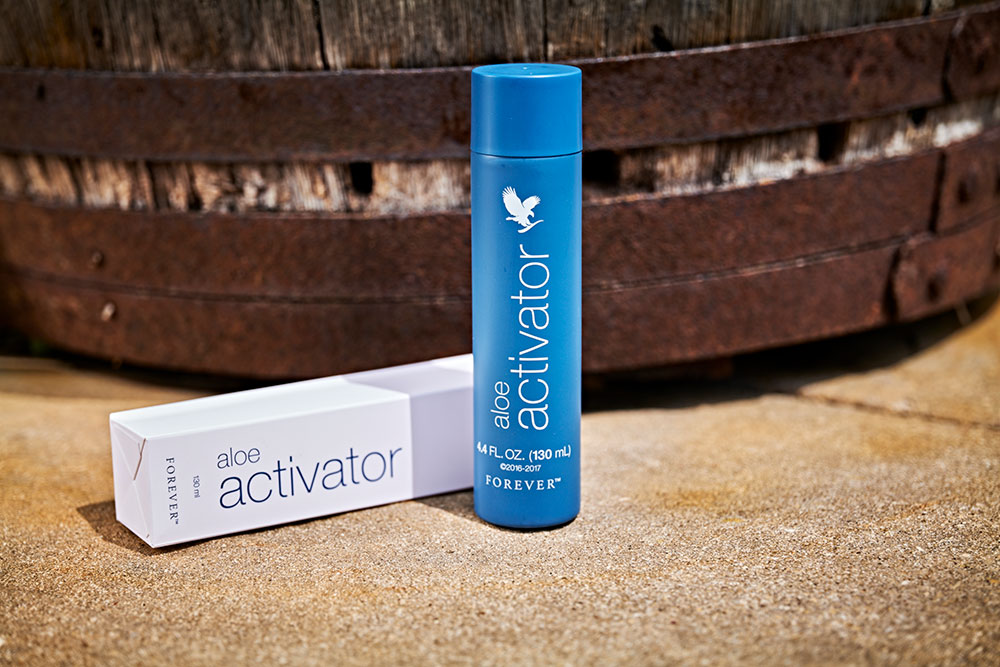 aloe
activator
130 ml
FOREVER™
aloe
activator
4.4 FL. OZ. (130 mL)
©2016-2017
FOREVER™